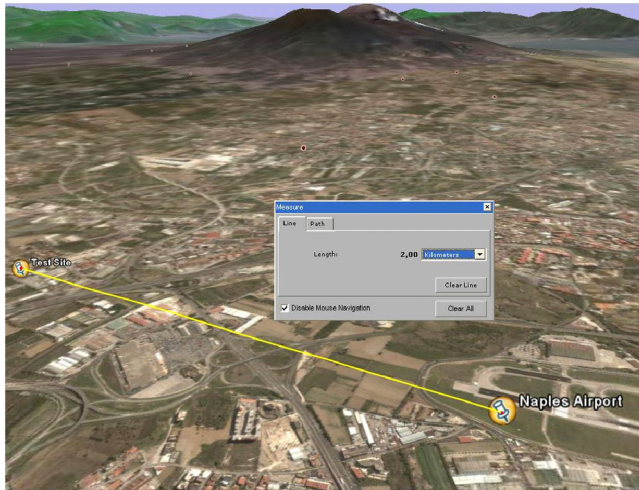 Measure
Line Path
Length: 2,00 Kilometers
Clear Line
Disable Mouse Navigation Clear All
Test Site
Naples Airport